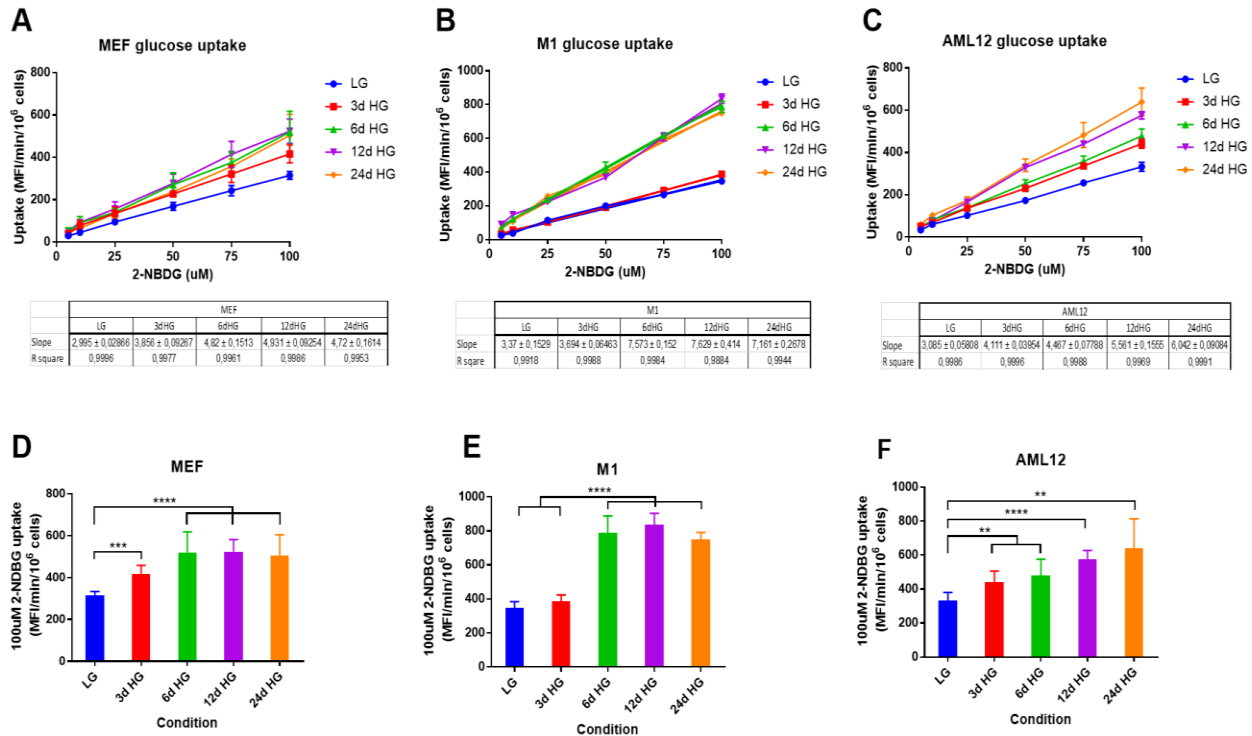 A
MEF glucose uptake
Uptake (MFI/min/10⁶ cells)
800
600
400
200
0
0
25
50
75
100
2-NBDG (uM)
LG
3d HG
6d HG
12d HG
24d HG
MEF
LG 3dHG 6dHG 12dHG 24dHG
Slope 2,995 ± 0,02866 3,856 ± 0,09267 4,82 ± 0,1513 4,931 ± 0,09254 4,72 ± 0,1614
R square 0,9996 0,9977 0,9961 0,9986 0,9953
B
M1 glucose uptake
Uptake (MFI/min/10⁶ cells)
1000
800
600
400
200
0
0
25
50
75
100
2-NBDG (uM)
LG
3d HG
6d HG
12d HG
24d HG
M1
LG 3dHG 6dHG 12dHG 24dHG
Slope 3,37 ± 0,1529 3,694 ± 0,06463 7,573 ± 0,152 7,629 ± 0,414 7,161 ± 0,2678
R square 0,9918 0,9988 0,9984 0,9884 0,9944
C
AML12 glucose uptake
Uptake (MFI/min/10⁶ cells)
800
600
400
200
0
0
25
50
75
100
2-NBDG (uM)
LG
3d HG
6d HG
12d HG
24d HG
AML12
LG 3dHG 6dHG 12dHG 24dHG
Slope 3,085 ± 0,05808 4,111 ± 0,03954 4,467 ± 0,07788 5,561 ± 0,1555 6,042 ± 0,09084
R square 0,9986 0,9996 0,9988 0,9969 0,9991
D
MEF
100uM 2-NDBG uptake
(MFI/min/10⁶ cells)
800
600
400
200
0
****
***
LG
3d HG
6d HG
12d HG
24d HG
Condition
E
M1
100uM 2-NDBG uptake
(MFI/min/10⁶ cells)
1000
800
600
400
200
0
****
LG
3d HG
6d HG
12d HG
24d HG
Condition
F
AML12
100uM 2-NDBG uptake
(MFI/min/10⁶ cells)
1000
800
600
400
200
0
**
****
**
LG
3d HG
6d HG
12d HG
24d HG
Condition